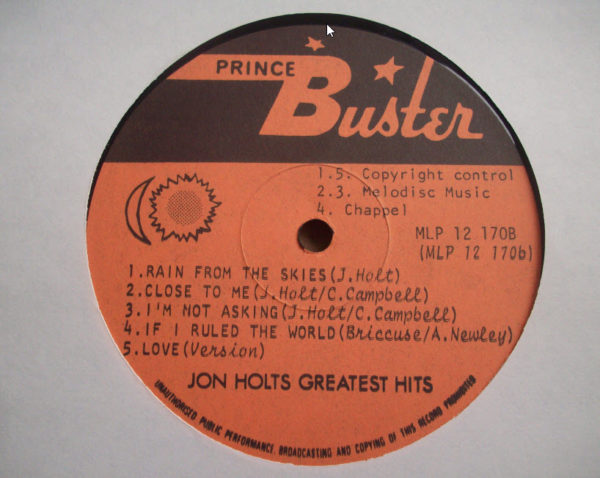 PRINCE
Buster
1.5. Copyright control
2.3. Melodisc Music
4. Chappel
MLP 12 170B
(MLP 12 170b)
1.RAIN FROM THE SKIES(J.Holt)
2.CLOSE TO ME(J.Holt/C.Campbell)
3.I'M NOT ASKING(J.Holt/C.Campbell)
4.IF I RULED THE WORLD(Briccuse/A.Newley)
5.LOVE(Version)
JON HOLTS GREATEST HITS
UNAUTHORISED PUBLIC PERFORMANCE, BROADCASTING AND COPYING OF THIS RECORD PROHIBITED